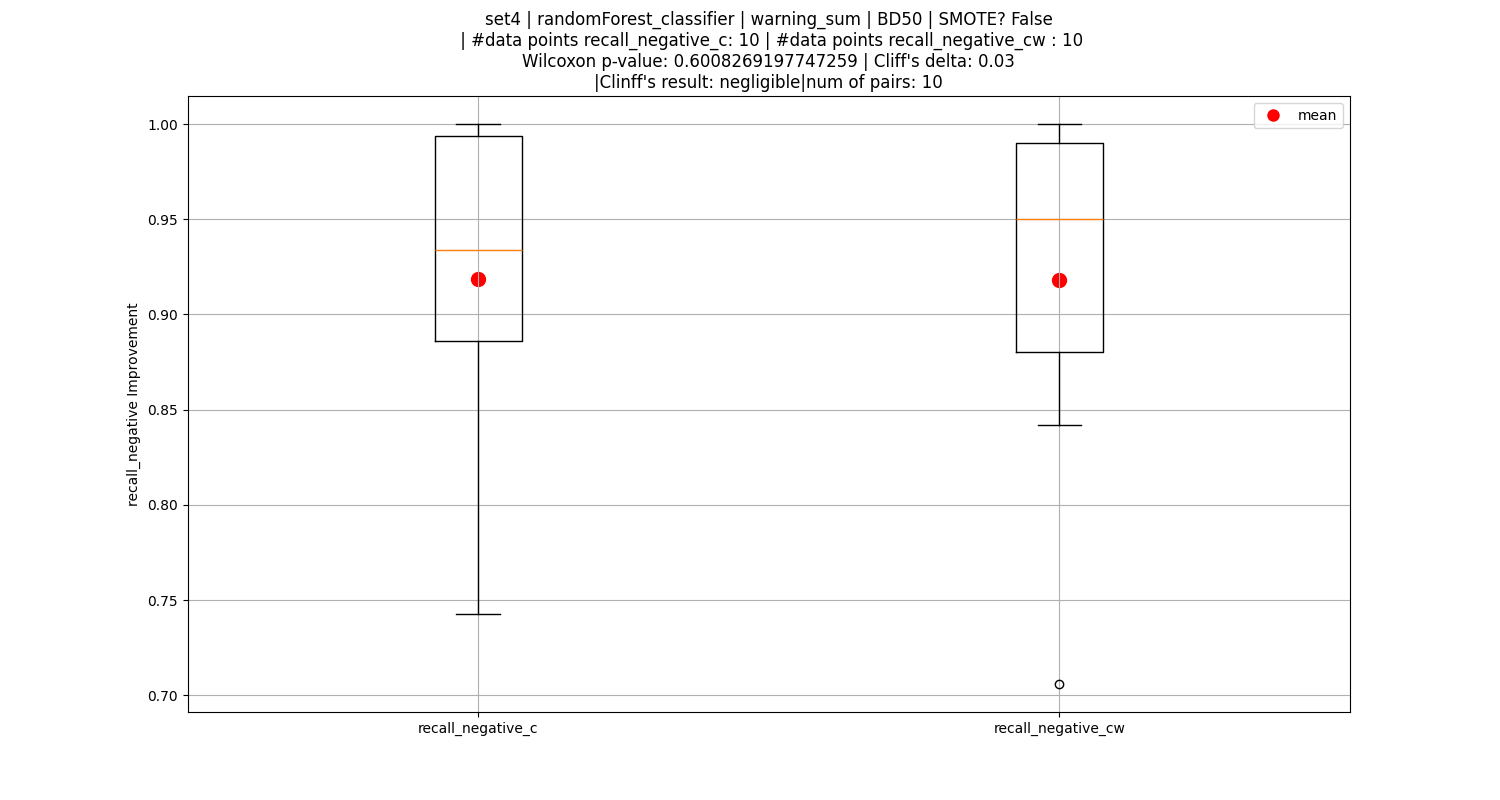 set4 | randomForest_classifier | warning_sum | BD50 | SMOTE? False
| #data points recall_negative_c: 10 | #data points recall_negative_cw : 10
Wilcoxon p-value: 0.6008269197747259 | Cliff's delta: 0.03
|Clinff's result: negligible|num of pairs: 10
mean
1.00
0.95
0.90
0.85
0.80
0.75
0.70
recall_negative Improvement
recall_negative_c
recall_negative_cw